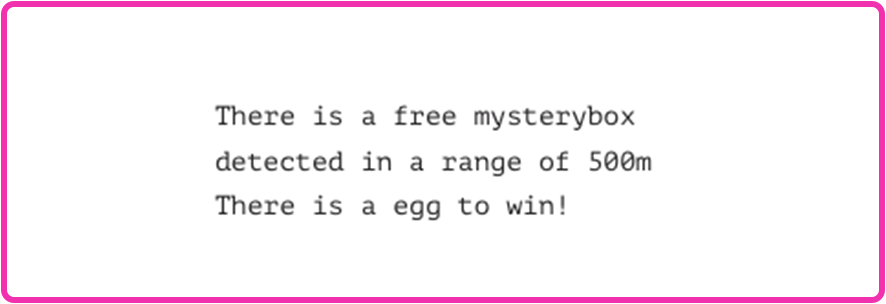 There is a free mysterybox
detected in a range of 500m
There is a egg to win!